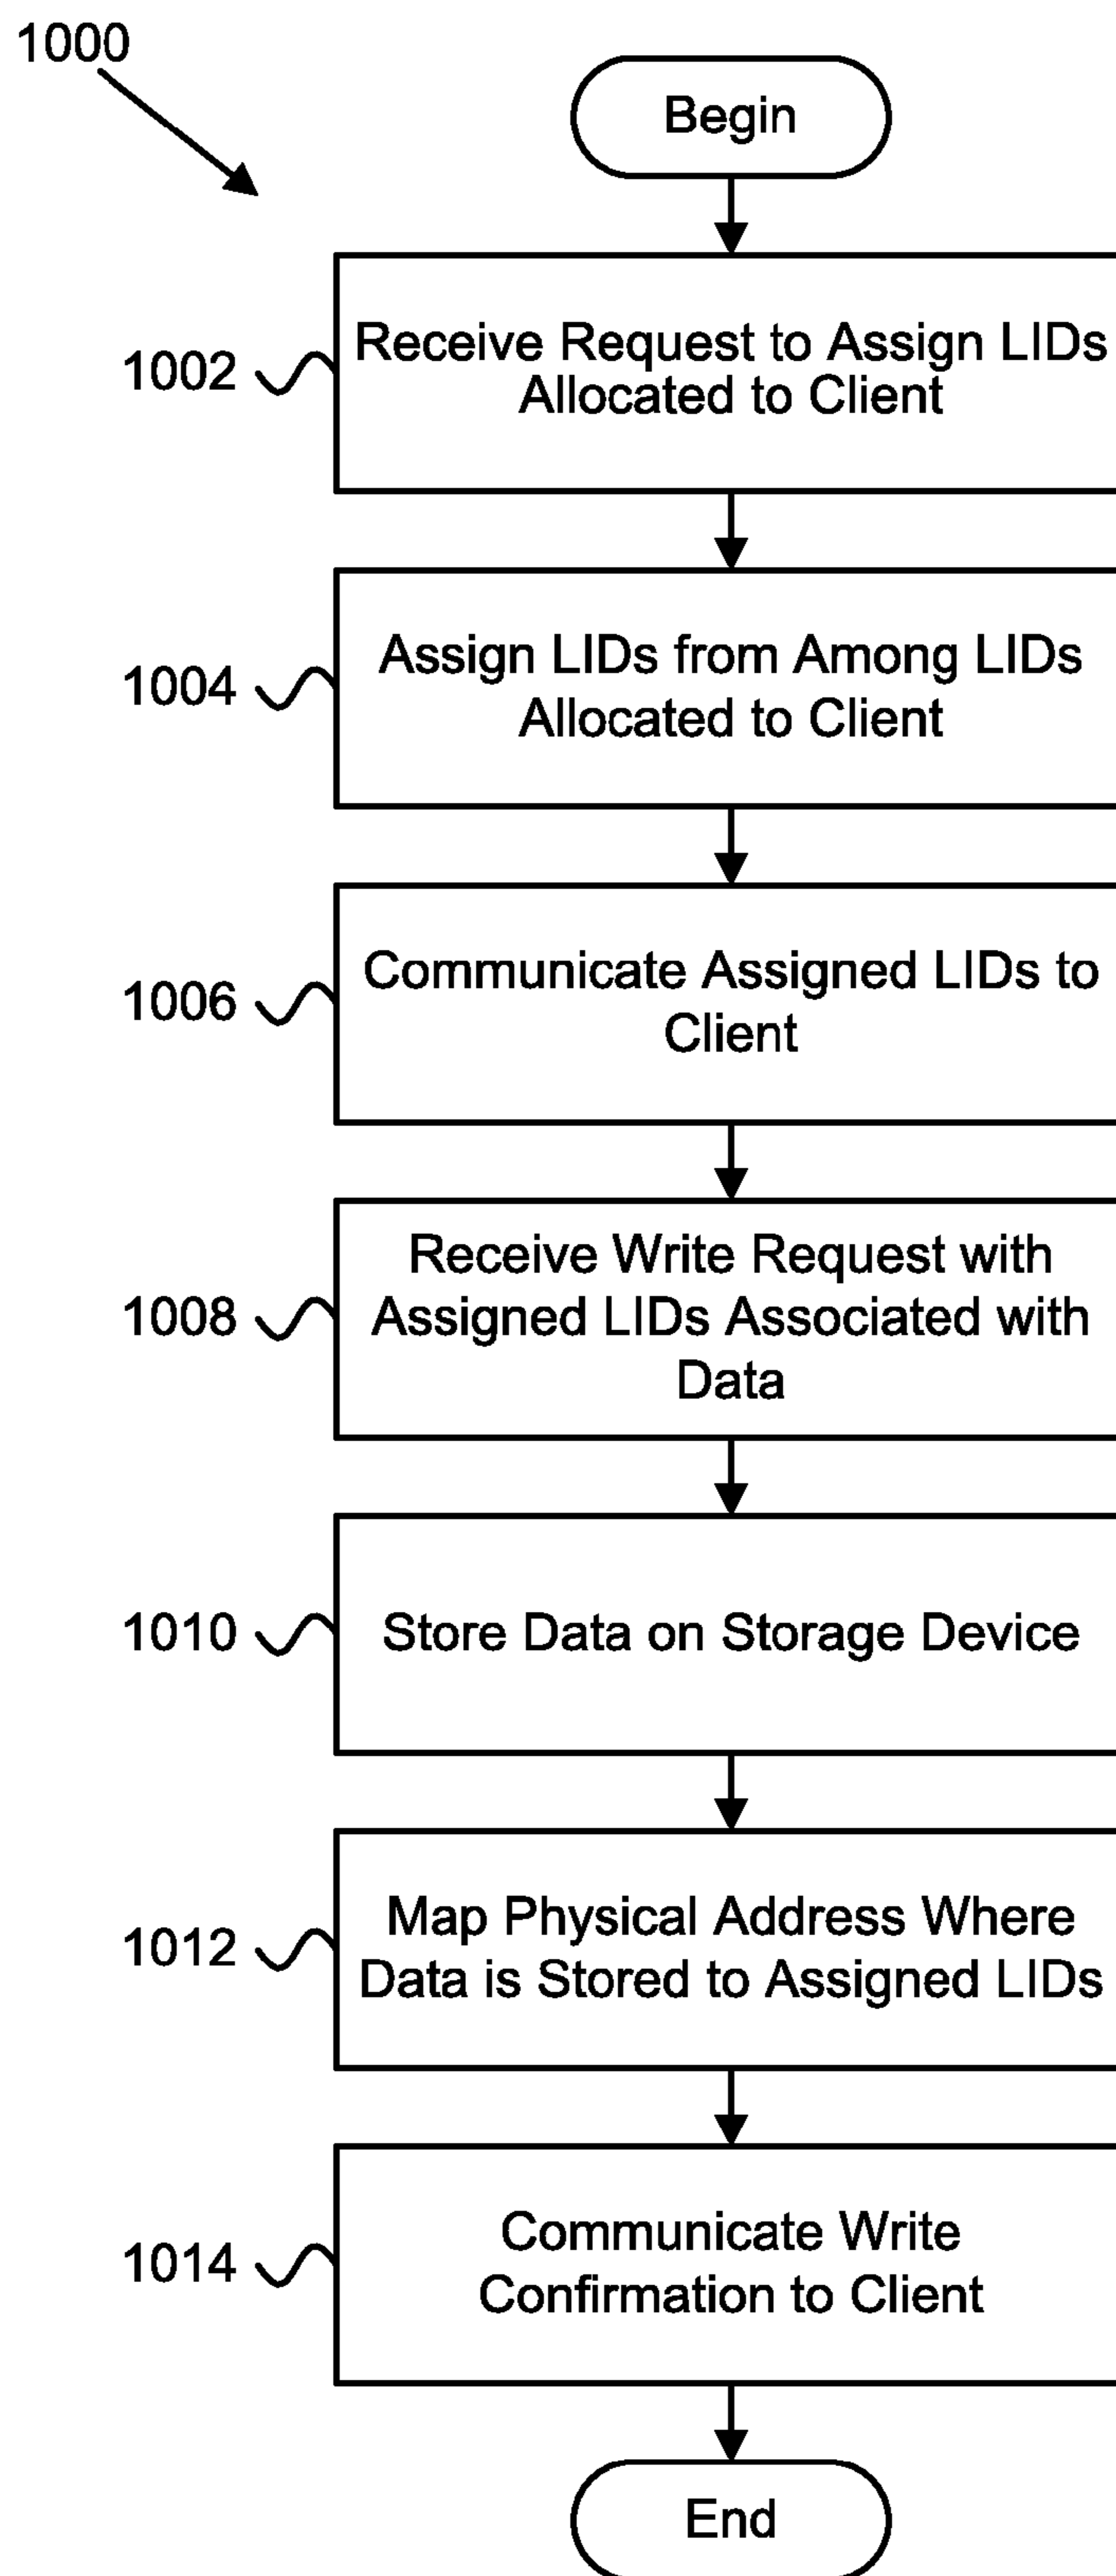 1000
Begin
1002
Receive Request to Assign LIDs
Allocated to Client
1004
Assign LIDs from Among LIDs
Allocated to Client
1006
Communicate Assigned LIDs to
Client
1008
Receive Write Request with
Assigned LIDs Associated with
Data
1010
Store Data on Storage Device
1012
Map Physical Address Where
Data is Stored to Assigned LIDs
1014
Communicate Write
Confirmation to Client
End